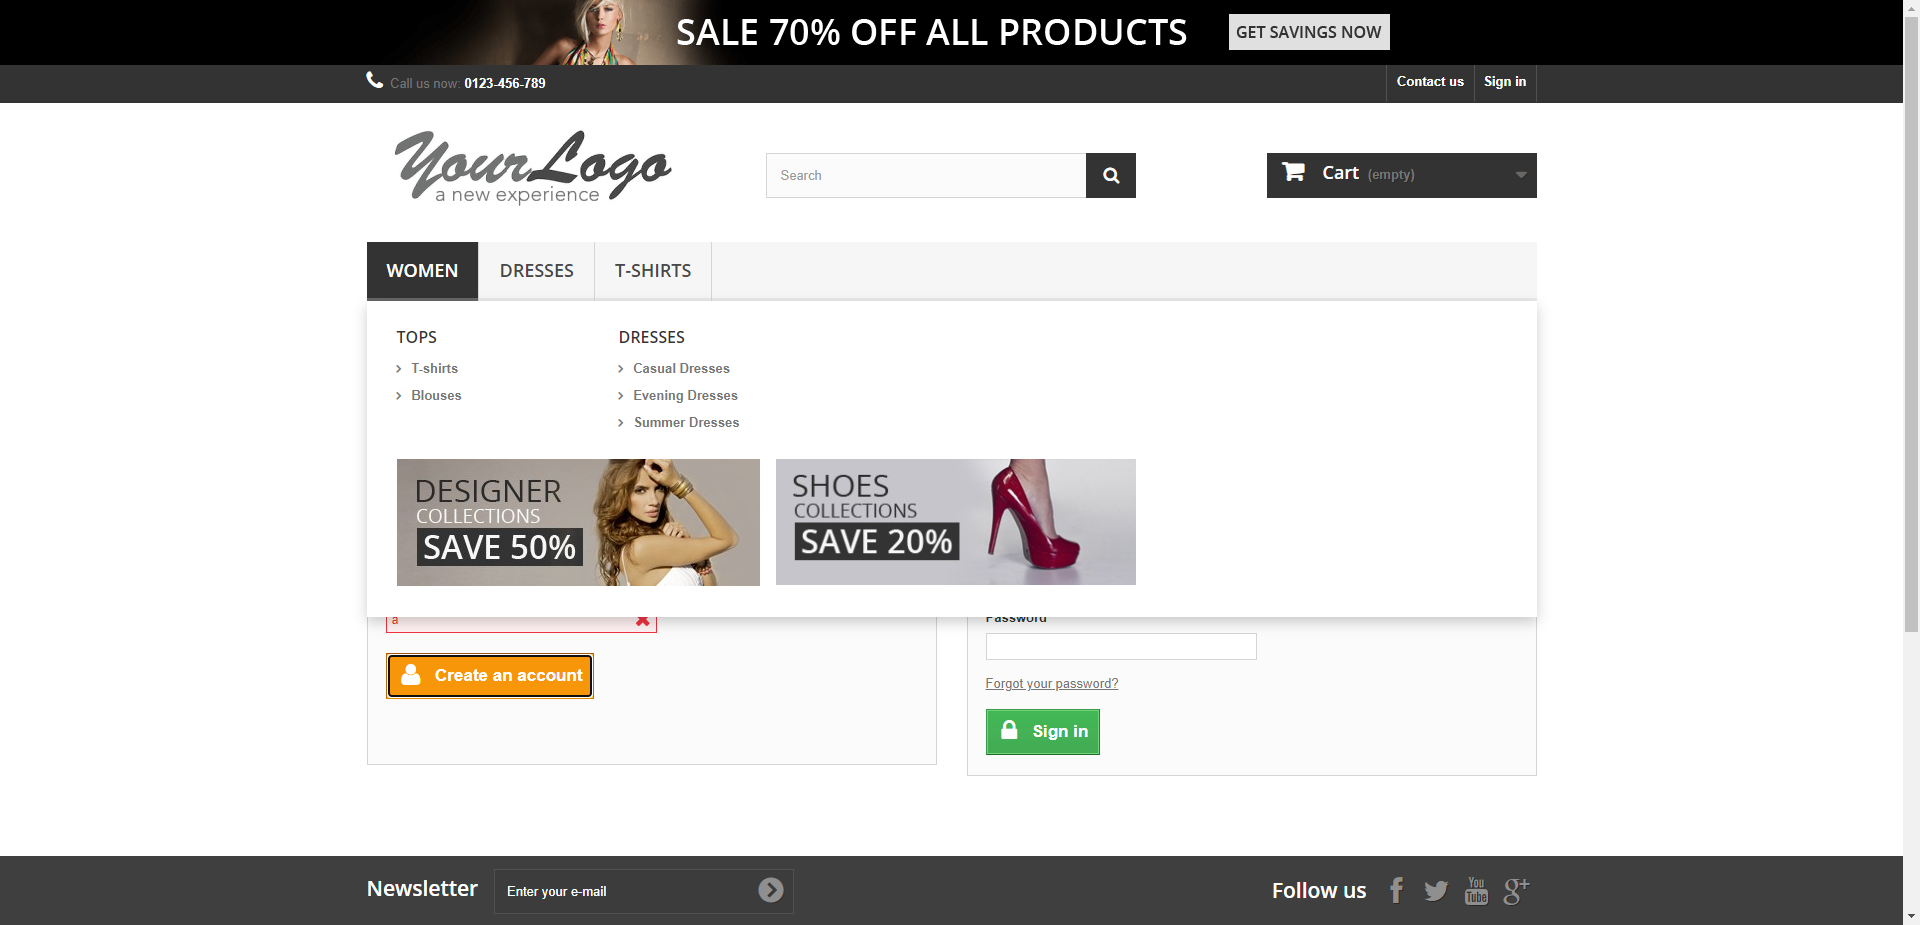 SALE 70% OFF ALL PRODUCTS GET SAVINGS NOW
Call us now: 0123-456-789
Contact us Sign in
YourLogo
a new experience
Search
Cart (empty)
WOMEN DRESSES T-SHIRTS
TOPS
T-shirts
Blouses
DRESSES
Casual Dresses
Evening Dresses
Summer Dresses
DESIGNER
COLLECTIONS
SAVE 50%
SHOES
COLLECTIONS
SAVE 20%
a
Create an account
Password
Forgot your password?
Sign in
Newsletter Enter your e-mail
Follow us f You Tube g+